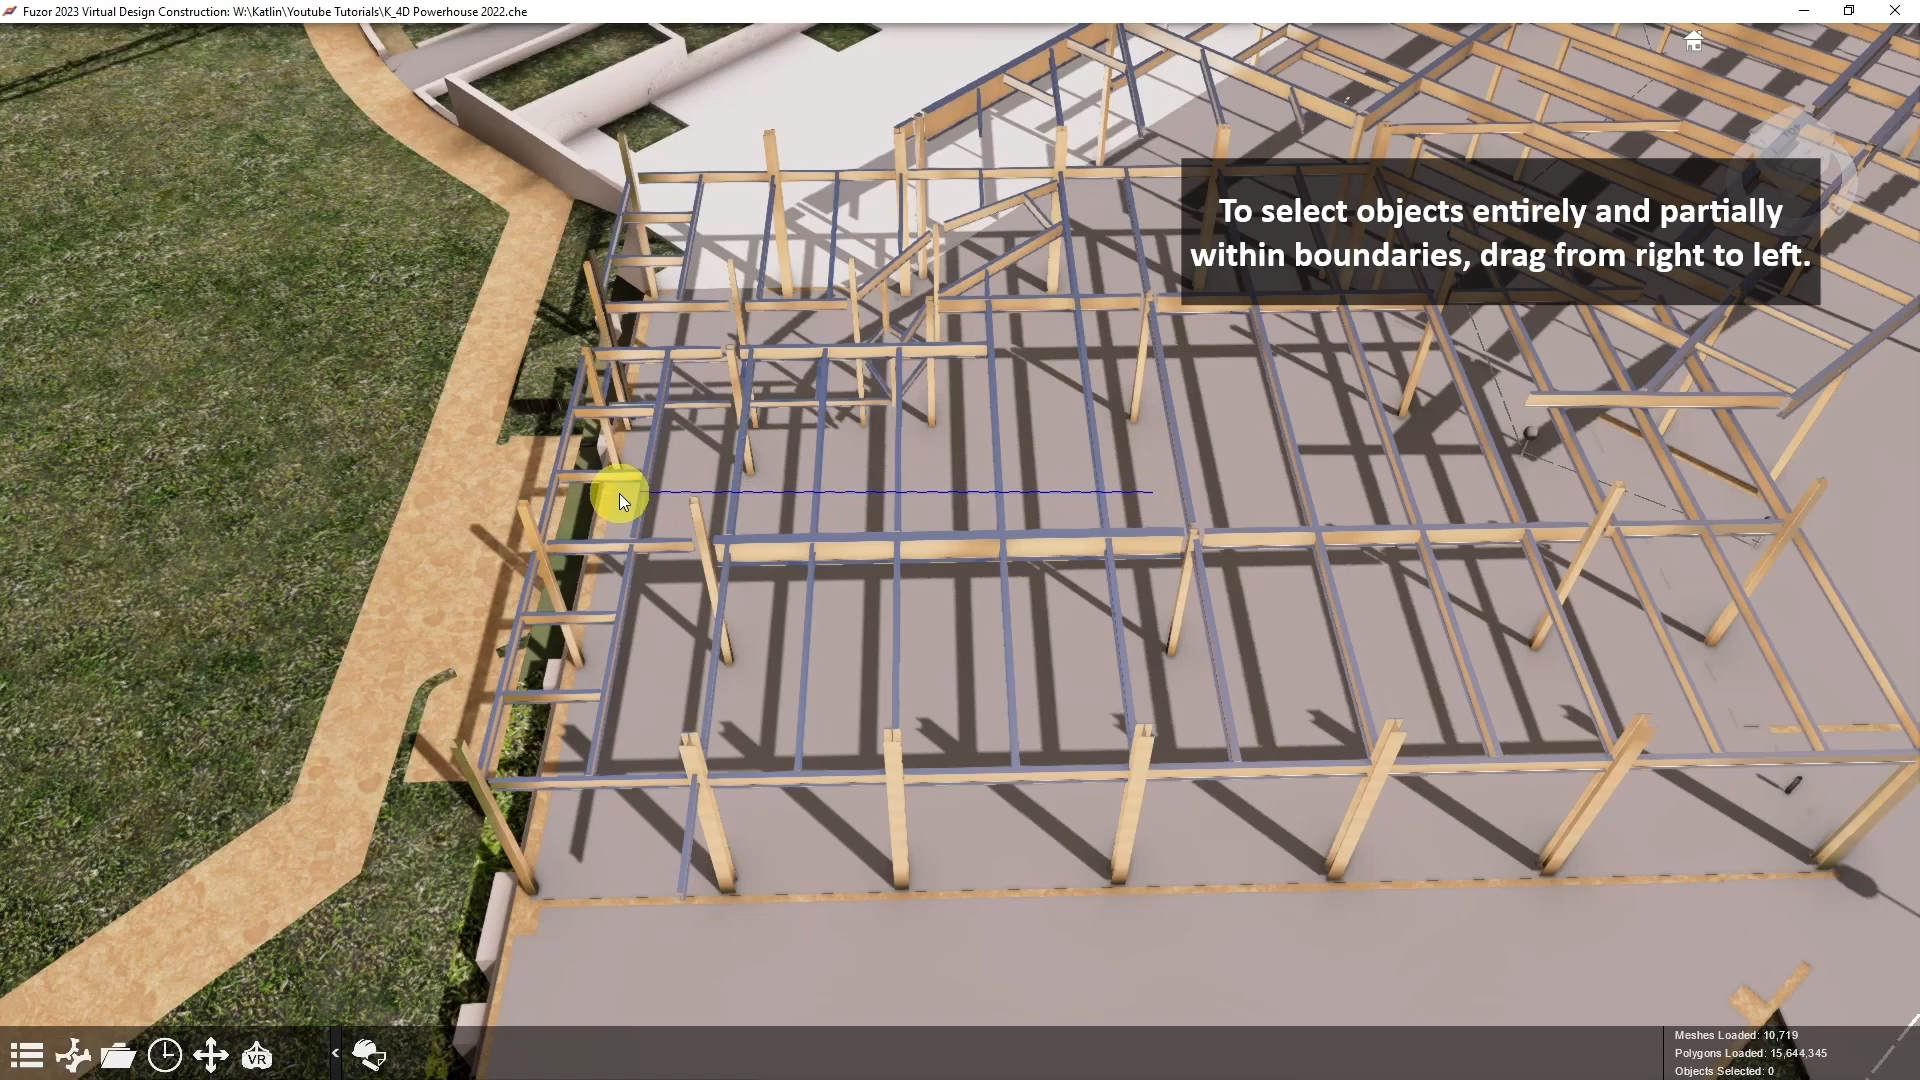 Fuzor 2023 Virtual Design Construction: W:\Katlin\Youtube Tutorials\K_4D Powerhouse 2022.che
To select objects entirely and partially
within boundaries, drag from right to left.
VR
Meshes Loaded: 10,719
Polygons Loaded: 15,644,345
Objects Selected: 0